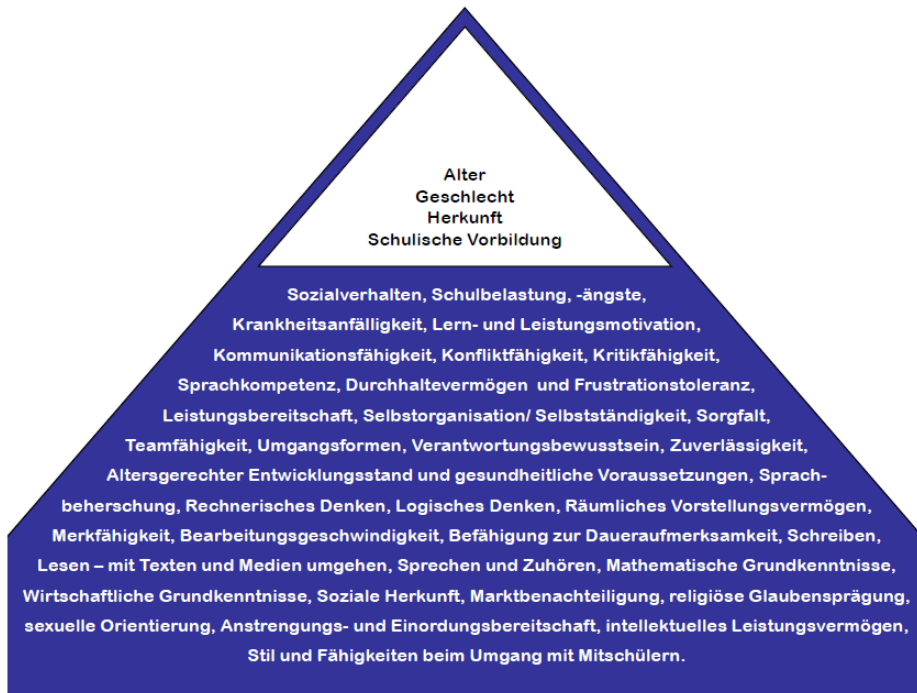 Alter
Geschlecht
Herkunft
Schulische Vorbildung
Sozialverhalten, Schulbelastung, -ängste,
Krankheitsanfälligkeit, Lern- und Leistungsmotivation,
Kommunikationsfähigkeit, Konfliktfähigkeit, Kritikfähigkeit,
Sprachkompetenz, Durchhaltevermögen und Frustrationstoleranz,
Leistungsbereitschaft, Selbstorganisation/ Selbstständigkeit, Sorgfalt,
Teamfähigkeit, Umgangsformen, Verantwortungsbewusstsein, Zuverlässigkeit,
Altersgerechter Entwicklungsstand und gesundheitliche Voraussetzungen, Sprach-
beherschung, Rechnerisches Denken, Logisches Denken, Räumliches Vorstellungsvermögen,
Merkfähigkeit, Bearbeitungsgeschwindigkeit, Befähigung zur Daueraufmerksamkeit, Schreiben,
Lesen – mit Texten und Medien umgehen, Sprechen und Zuhören, Mathematische Grundkenntnisse,
Wirtschaftliche Grundkenntnisse, Soziale Herkunft, Marktbenachteiligung, religiöse Glaubensprägung,
sexuelle Orientierung, Anstrengungs- und Einordungsbereitschaft, intellektuelles Leistungsvermögen,
Stil und Fähigkeiten beim Umgang mit Mitschülern.